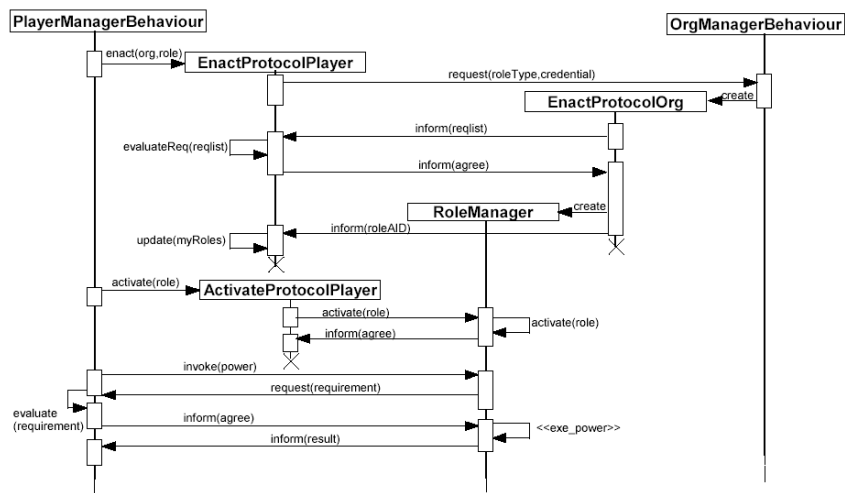 PlayerManagerBehaviour
OrgManagerBehaviour
enact(org,role)
EnactProtocolPlayer
request(roleType,credential)
EnactProtocolOrg
create
inform(reqlist)
evaluateReq(reqlist)
inform(agree)
RoleManager
create
inform(roleAID)
update(myRoles)
activate(role)
ActivateProtocolPlayer
activate(role)
activate(role)
inform(agree)
invoke(power)
request(requirement)
evaluate
(requirement)
inform(agree)
<<exe_power>>
inform(result)